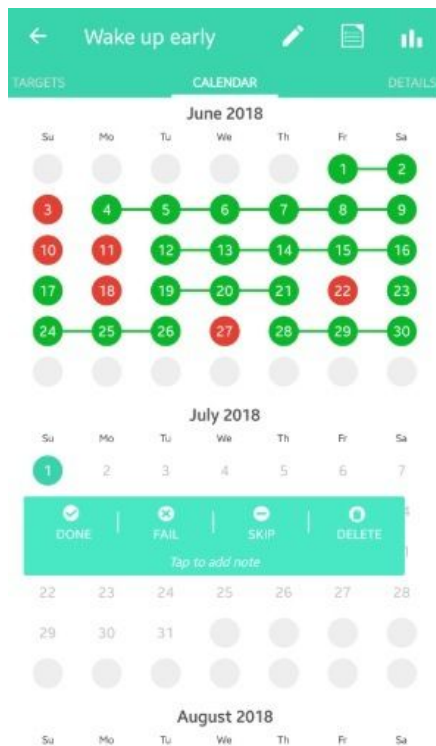 Wake up early
TARGETS CALENDAR DETAILS
June 2018
Su Mo Tu We Th Fr Sa
1 2
3 4 5 6 7 8 9
10 11 12 13 14 15 16
17 18 19 20 21 22 23
24 25 26 27 28 29 30
July 2018
Su Mo Tu We Th Fr Sa
1 2 3 4 5 6 7
DONE FAIL SKIP DELETE
Tap to add note
22 23 24 25 26 27 28
29 30 31
August 2018
Su Mo Tu We Th Fr Sa